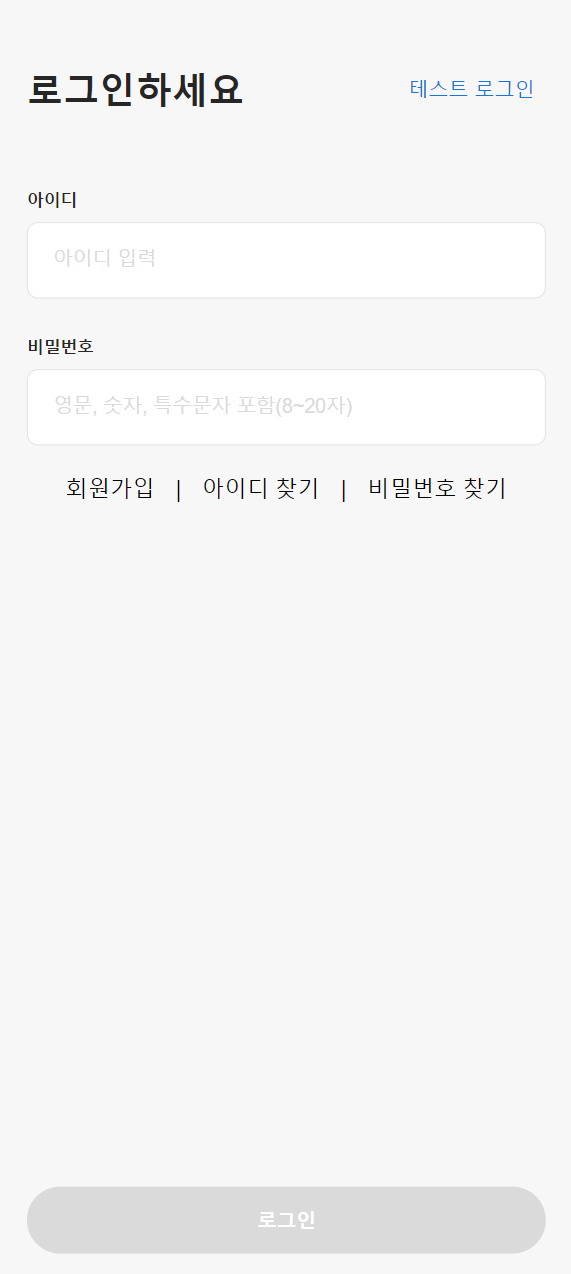 로그인하세요 테스트 로그인
아이디
아이디 입력
비밀번호
영문, 숫자, 특수문자 포함(8~20자)
회원가입 | 아이디 찾기 | 비밀번호 찾기
로그인